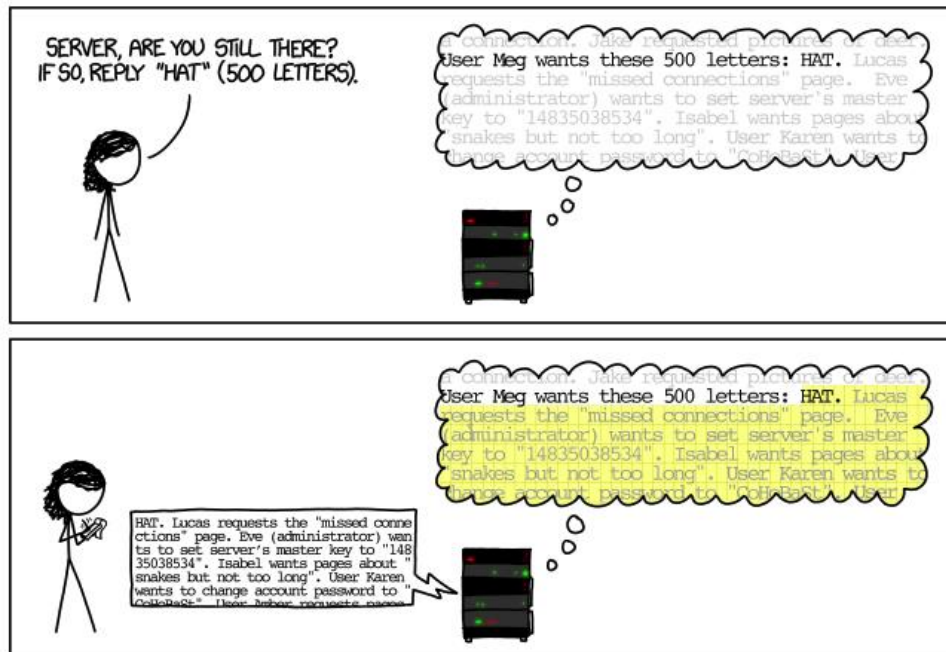 SERVER, ARE YOU STILL THERE?
IF SO, REPLY "HAT" (500 LETTERS).
a connection. Jake requested pictures of deer.
User Meg wants these 500 letters: HAT. Lucas
requests the "missed connections" page. Eve
(administrator) wants to set server's master
key to "14835038534". Isabel wants pages about
"snakes but not too long". User Karen wants to
change account password to "CoHoBaSt". User
a connection. Jake requested pictures of deer.
User Meg wants these 500 letters: HAT. Lucas
requests the "missed connections" page. Eve
(administrator) wants to set server's master
key to "14835038534". Isabel wants pages about
"snakes but not too long". User Karen wants to
change account password to "CoHoBaSt". User
HAT. Lucas requests the "missed conne
ctions" page. Eve (administrator) wan
ts to set server's master key to "148
35038534". Isabel wants pages about "
snakes but not too long". User Karen
wants to change account password to "
CoHoBaSt". User Amber requests pages